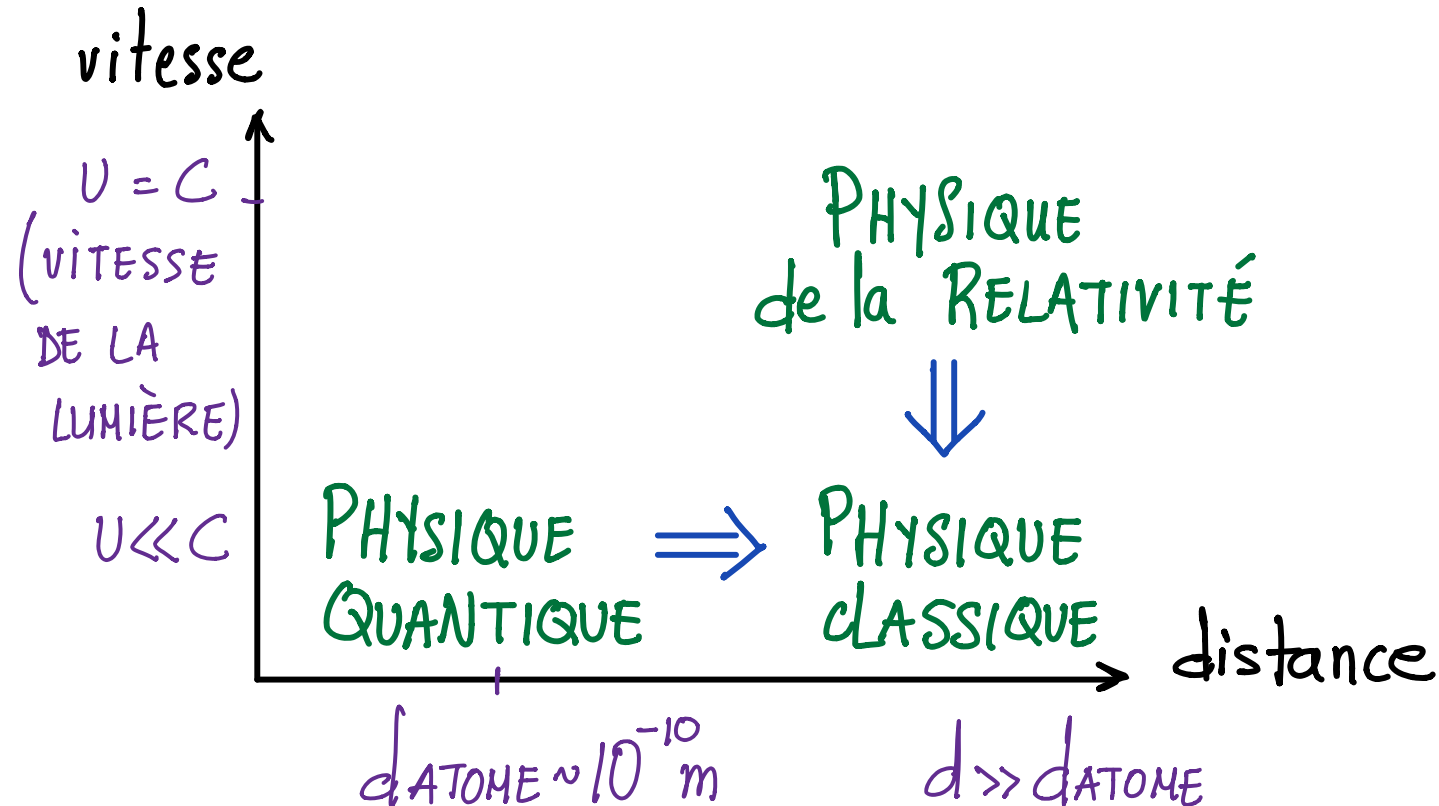 vitesse
U = C
(VITESSE
DE LA
LUMIÈRE)
PHYSIQUE
de la RELATIVITÉ
U<<C
PHYSIQUE
QUANTIQUE
PHYSIQUE
CLASSIQUE
distance
dATOME ~ 10⁻¹⁰ m
d >> dATOME